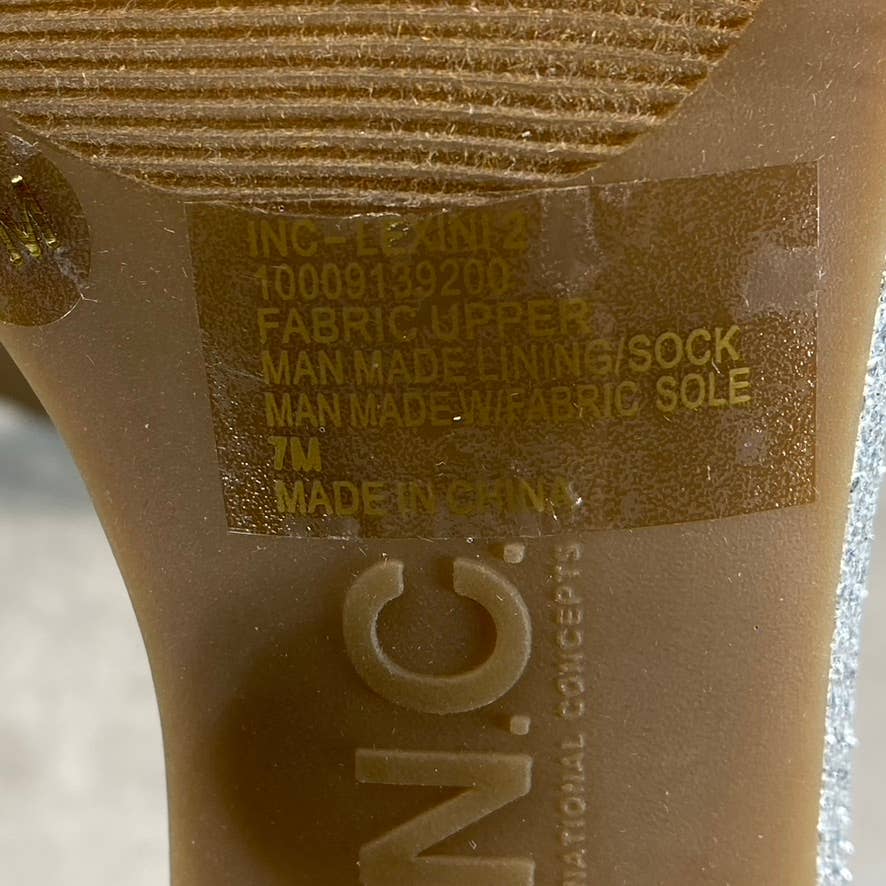 M
INC-LEXINI 2
10009139200
FABRIC UPPER
MAN MADE LINING/SOCK
MAN MADE W/FABRIC SOLE
7M
MADE IN CHINA
N.C.
NATIONAL CONCEPTS